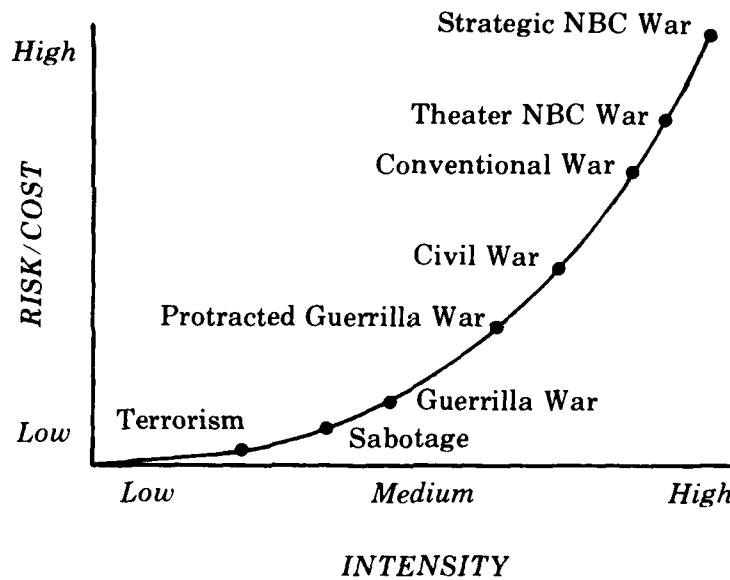 Strategic NBC War
High
Theater NBC War
Conventional War
RISK/COST
Civil War
Protracted Guerrilla War
Guerrilla War
Terrorism
Low
Sabotage
Low
Medium
High
INTENSITY